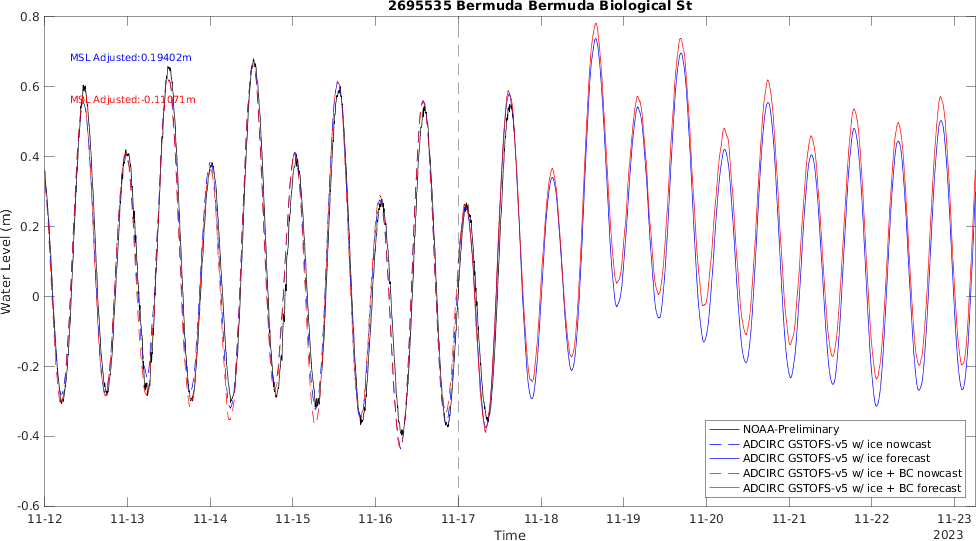 2695535 Bermuda Bermuda Biological St
MSL Adjusted:0.19402m
MSL Adjusted:-0.11071m
Water Level (m)
0.8
0.6
0.4
0.2
0
-0.2
-0.4
-0.6
NOAA-Preliminary
ADCIRC GSTOFS-v5 w/ ice nowcast
ADCIRC GSTOFS-v5 w/ ice forecast
ADCIRC GSTOFS-v5 w/ ice + BC nowcast
ADCIRC GSTOFS-v5 w/ ice + BC forecast
11-12 11-13 11-14 11-15 11-16 11-17 11-18 11-19 11-20 11-21 11-22 11-23
Time
2023